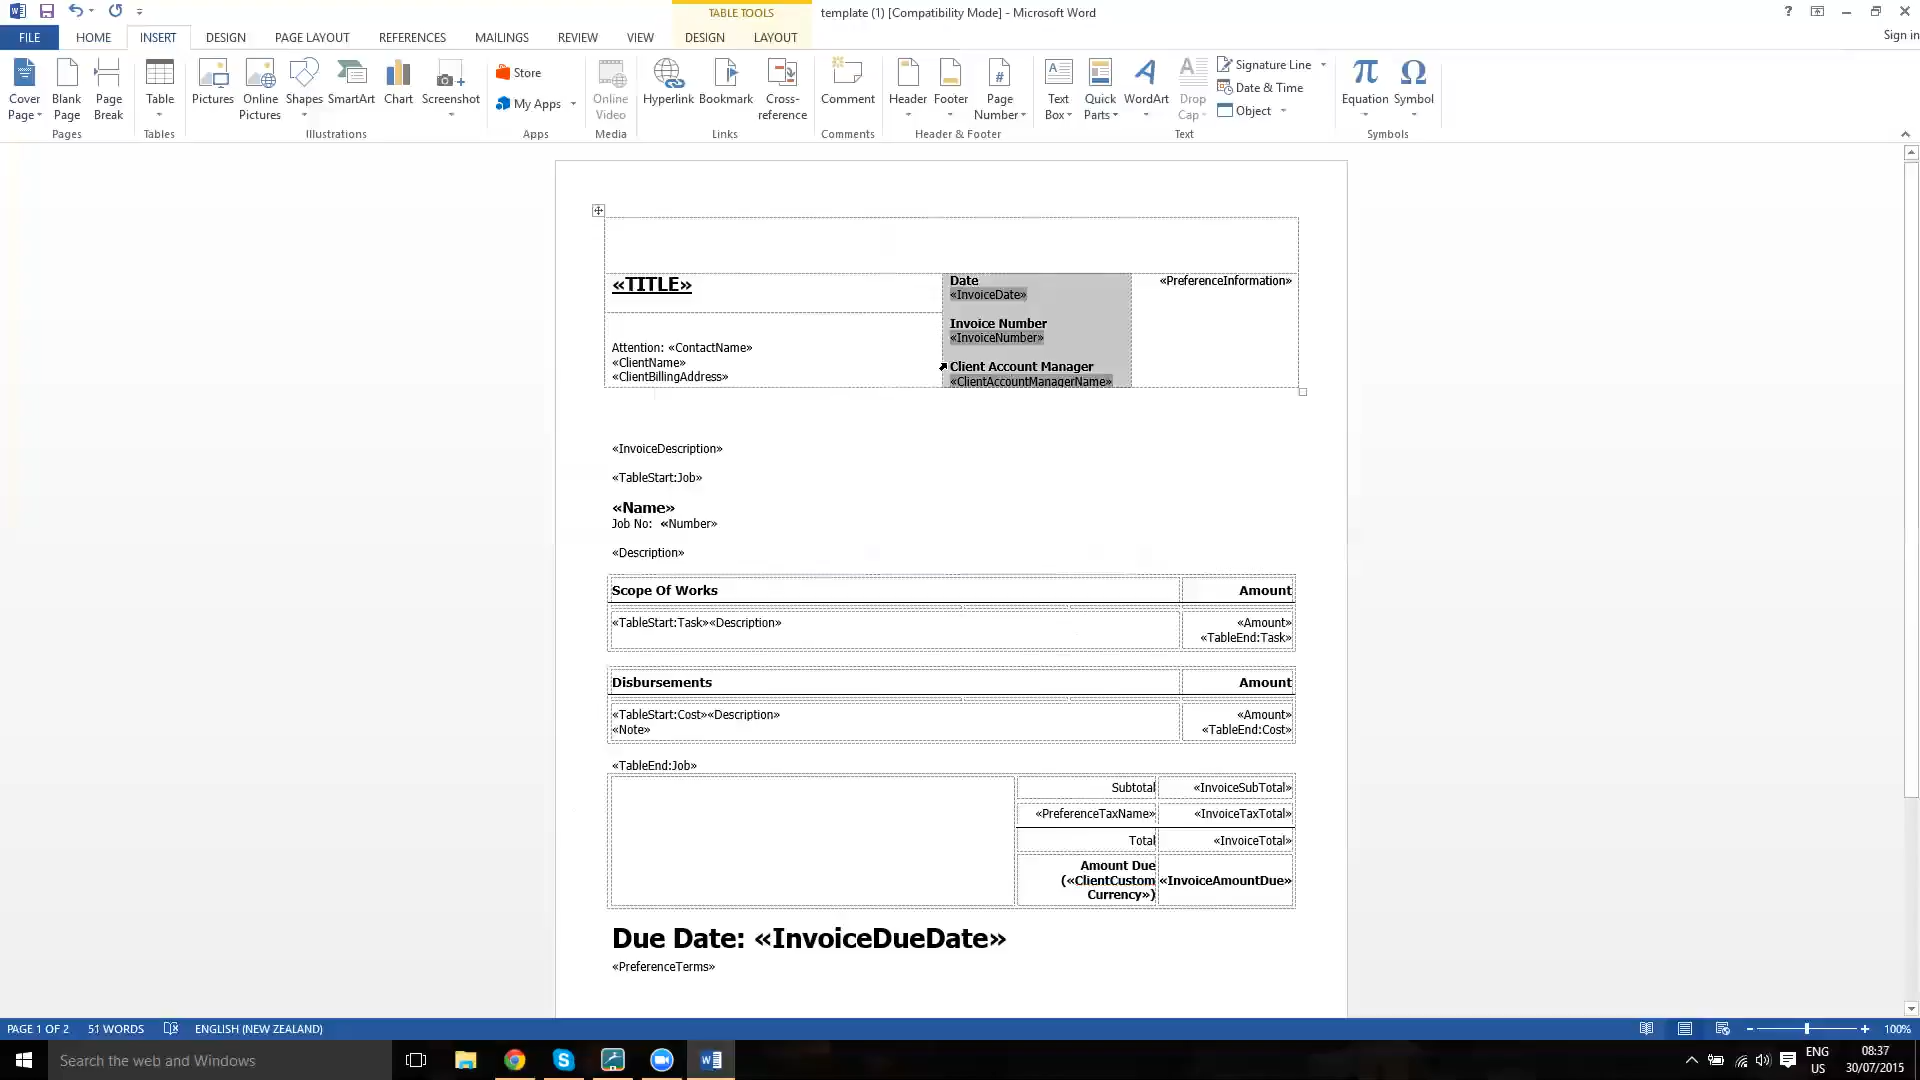 TABLE TOOLS
template (1) [Compatibility Mode] - Microsoft Word
?
FILE
HOME
INSERT
DESIGN
PAGE LAYOUT
REFERENCES
MAILINGS
REVIEW
VIEW
DESIGN
LAYOUT
Sign in
Cover Page
Blank Page
Page Break
Table
Pictures
Online Pictures
Shapes
SmartArt
Chart
Screenshot
Store
My Apps
Online Video
Hyperlink
Bookmark
Cross-reference
Comment
Header
Footer
Page Number
Text Box
Quick Parts
WordArt
Drop Cap
Signature Line
Date & Time
Object
Equation
Symbol
Pages
Tables
Illustrations
Apps
Media
Links
Comments
Header & Footer
Text
Symbols
«TITLE»
Date
«InvoiceDate»
«PreferenceInformation»
Invoice Number
«InvoiceNumber»
Attention: «ContactName»
«ClientName»
«ClientBillingAddress»
Client Account Manager
«ClientAccountManagerName»
«InvoiceDescription»
«TableStart:Job»
«Name»
Job No: «Number»
«Description»
Scope Of Works Amount
«TableStart:Task»«Description» «Amount»
«TableEnd:Task»
Disbursements Amount
«TableStart:Cost»«Description» «Amount»
«Note» «TableEnd:Cost»
«TableEnd:Job»
Subtotal «InvoiceSubTotal»
«PreferenceTaxName» «InvoiceTaxTotal»
Total «InvoiceTotal»
Amount Due
(«ClientCustom «InvoiceAmountDue»
Currency»)
Due Date: «InvoiceDueDate»
«PreferenceTerms»
PAGE 1 OF 2 51 WORDS ENGLISH (NEW ZEALAND) 100%
Search the web and Windows
ENG
US
08:37
30/07/2015